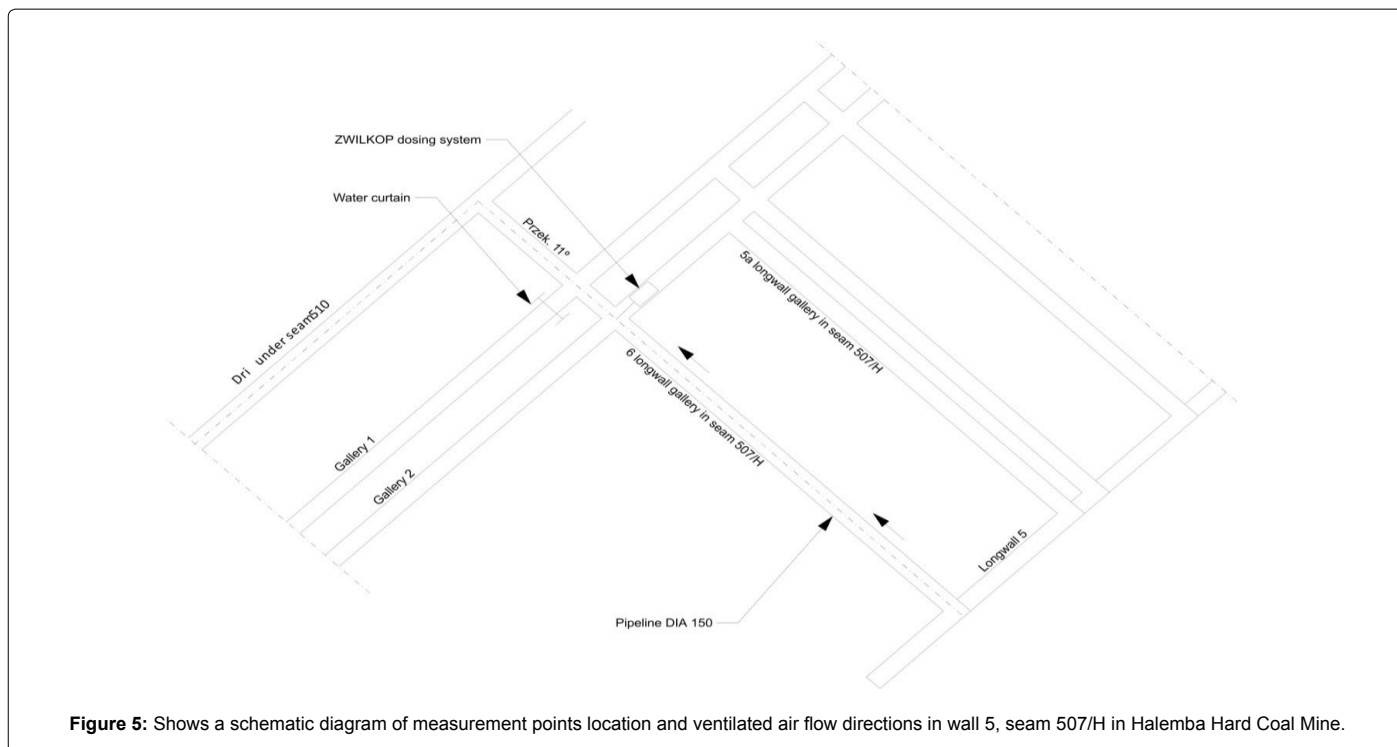 ZWILKOP dosing system
Water curtain
Przek. 11º
5a longwall gallery in seam 507/H
Dri under seam510
6 longwall gallery in seam 507/H
Gallery 1
Gallery 2
Longwall 5
Pipeline DIA 150
Figure 5: Shows a schematic diagram of measurement points location and ventilated air flow directions in wall 5, seam 507/H in Halemba Hard Coal Mine.